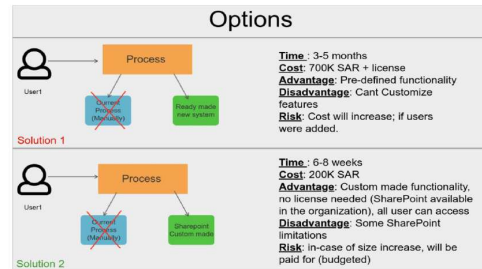 Options
Process
User1
Current
Process
(Manually)
Ready made
new system
Solution 1
Time : 3-5 months
Cost: 700K SAR + license
Advantage: Pre-defined functionality
Disadvantage: Cant Customize
features
Risk: Cost will increase; if users
were added.
Process
User1
Current
Process
(Manually)
Sharepoint
Custom made
Solution 2
Time : 6-8 weeks
Cost: 200K SAR
Advantage: Custom made functionality,
no license needed (SharePoint available
in the organization), all user can access
Disadvantage: Some SharePoint
limitations
Risk: in-case of size increase, will be
paid for (budgeted)